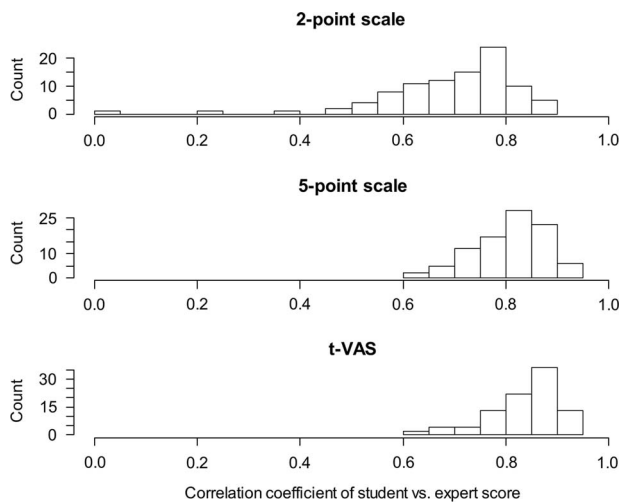 2-point scale
Count
20
10
0
0.0 0.2 0.4 0.6 0.8 1.0
5-point scale
Count
25
10
0
0.0 0.2 0.4 0.6 0.8 1.0
t-VAS
Count
30
15
0
0.0 0.2 0.4 0.6 0.8 1.0
Correlation coefficient of student vs. expert score